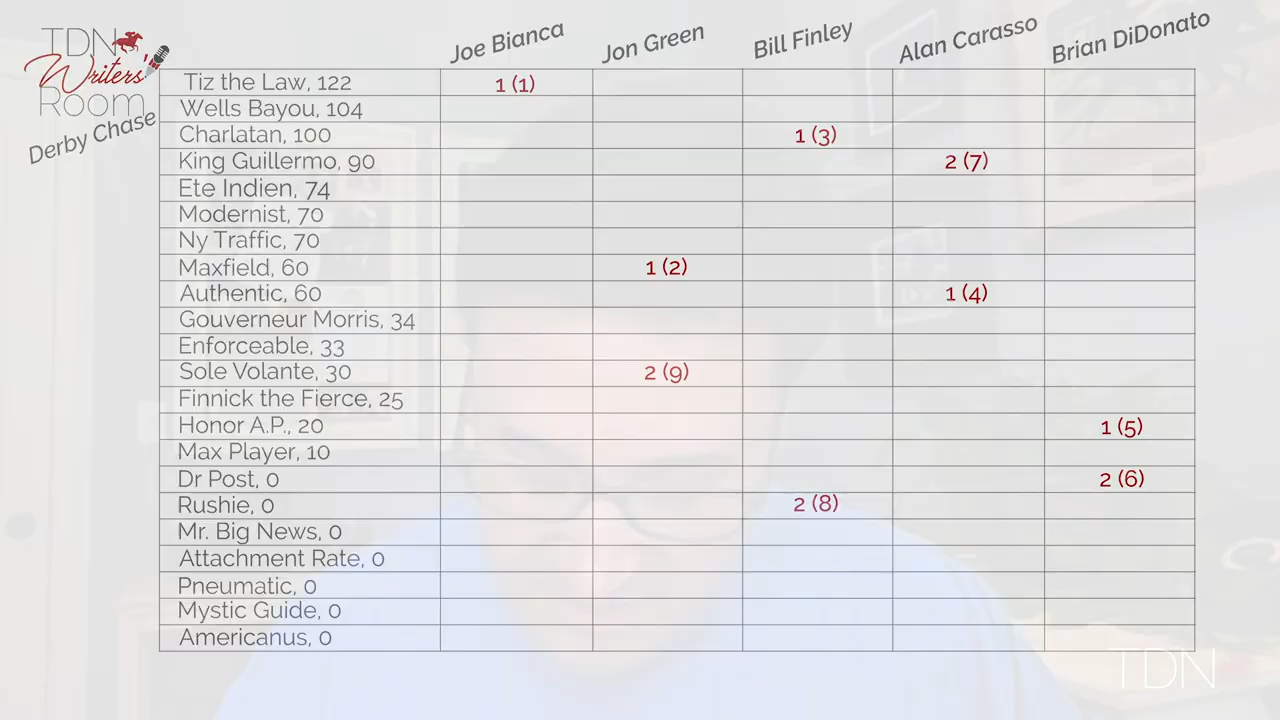 TDN
Writers'
Room
Derby Chase
Joe Bianca Jon Green Bill Finley Alan Carasso Brian DiDonato
Tiz the Law, 122 1 (1)
Wells Bayou, 104
Charlatan, 100 1 (3)
King Guillermo, 90 2 (7)
Ete Indien, 74
Modernist, 70
Ny Traffic, 70
Maxfield, 60 1 (2)
Authentic, 60 1 (4)
Gouverneur Morris, 34
Enforceable, 33
Sole Volante, 30 2 (9)
Finnick the Fierce, 25
Honor A.P., 20 1 (5)
Max Player, 10
Dr Post, 0 2 (6)
Rushie, 0 2 (8)
Mr. Big News, 0
Attachment Rate, 0
Pneumatic, 0
Mystic Guide, 0
Americanus, 0
TDN